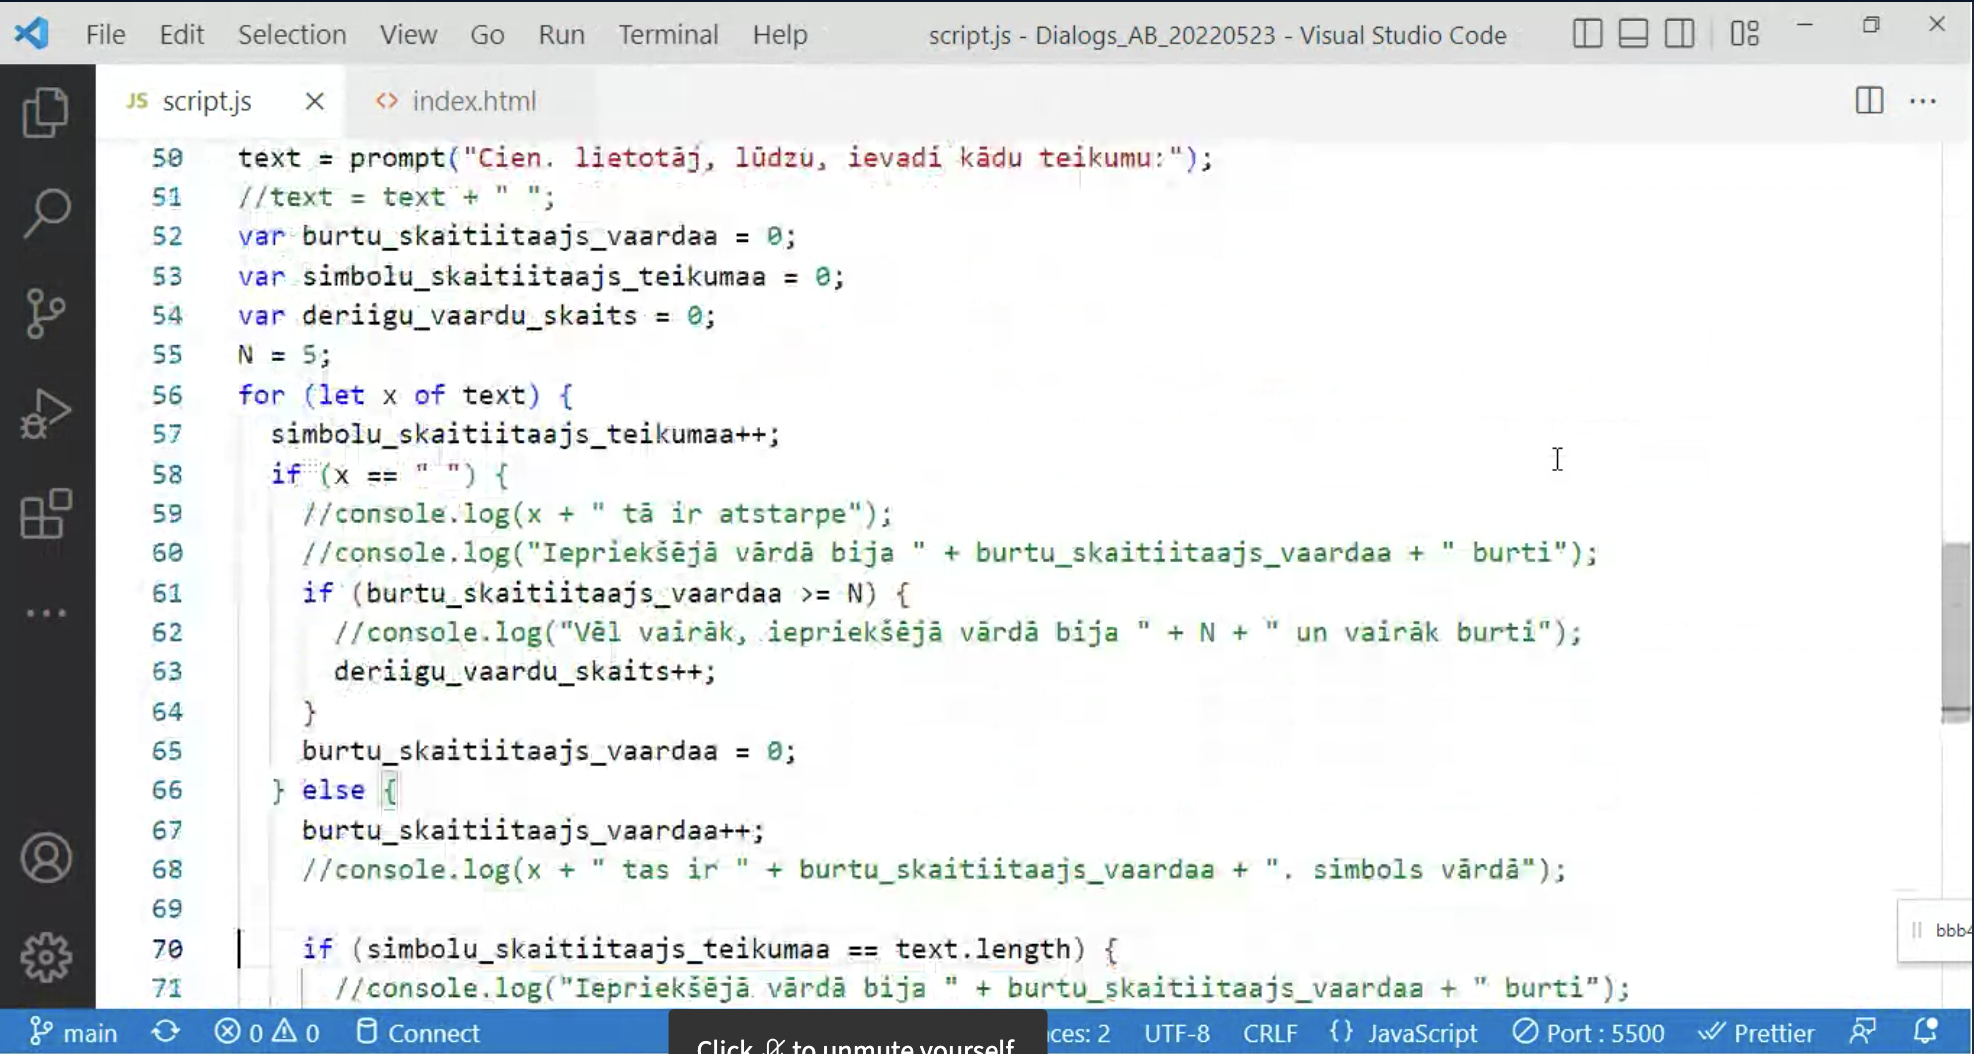 File Edit Selection View Go Run Terminal Help script.js - Dialogs_AB_20220523 - Visual Studio Code
JS script.js <> index.html
50 text = prompt("Cien. lietotāj, lūdzu, ievadi kādu teikumu:");
51 //text = text + " ";
52 var burtu_skaitiitaajs_vaardaa = 0;
53 var simbolu_skaitiitaajs_teikumaa = 0;
54 var deriigu_vaardu_skaits = 0;
55 N = 5;
56 for (let x of text) {
57 simbolu_skaitiitaajs_teikumaa++;
58 if (x == " ") {
59 //console.log(x + " tā ir atstarpe");
60 //console.log("Iepriekšējā vārdā bija " + burtu_skaitiitaajs_vaardaa + " burti");
61 if (burtu_skaitiitaajs_vaardaa >= N) {
62 //console.log("Vēl vairāk, iepriekšējā vārdā bija " + N + " un vairāk burti");
63 deriigu_vaardu_skaits++;
64 }
65 burtu_skaitiitaajs_vaardaa = 0;
66 } else {
67 burtu_skaitiitaajs_vaardaa++;
68 //console.log(x + " tas ir " + burtu_skaitiitaajs_vaardaa + ". simbols vārdā");
69
70 if (simbolu_skaitiitaajs_teikumaa == text.length) {
71 //console.log("Iepriekšējā vārdā bija " + burtu_skaitiitaajs_vaardaa + " burti");
bbb4
main 0 0 Connect ces: 2 UTF-8 CRLF {} JavaScript Port : 5500 Prettier
Click to unmute yourself